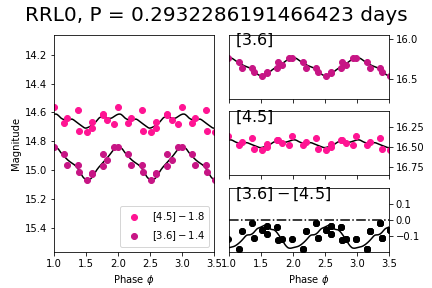 RRL0, P = 0.2932286191466423 days
Magnitude
14.2
14.4
14.6
14.8
15.0
15.2
15.4
[4.5] − 1.8
[3.6] − 1.4
1.0 1.5 2.0 2.5 3.0 3.5
Phase ϕ
[3.6]
16.0
16.5
[4.5]
16.25
16.50
16.75
[3.6] − [4.5]
0.1
0.0
−0.1
1.0 1.5 2.0 2.5 3.0 3.5
Phase ϕ